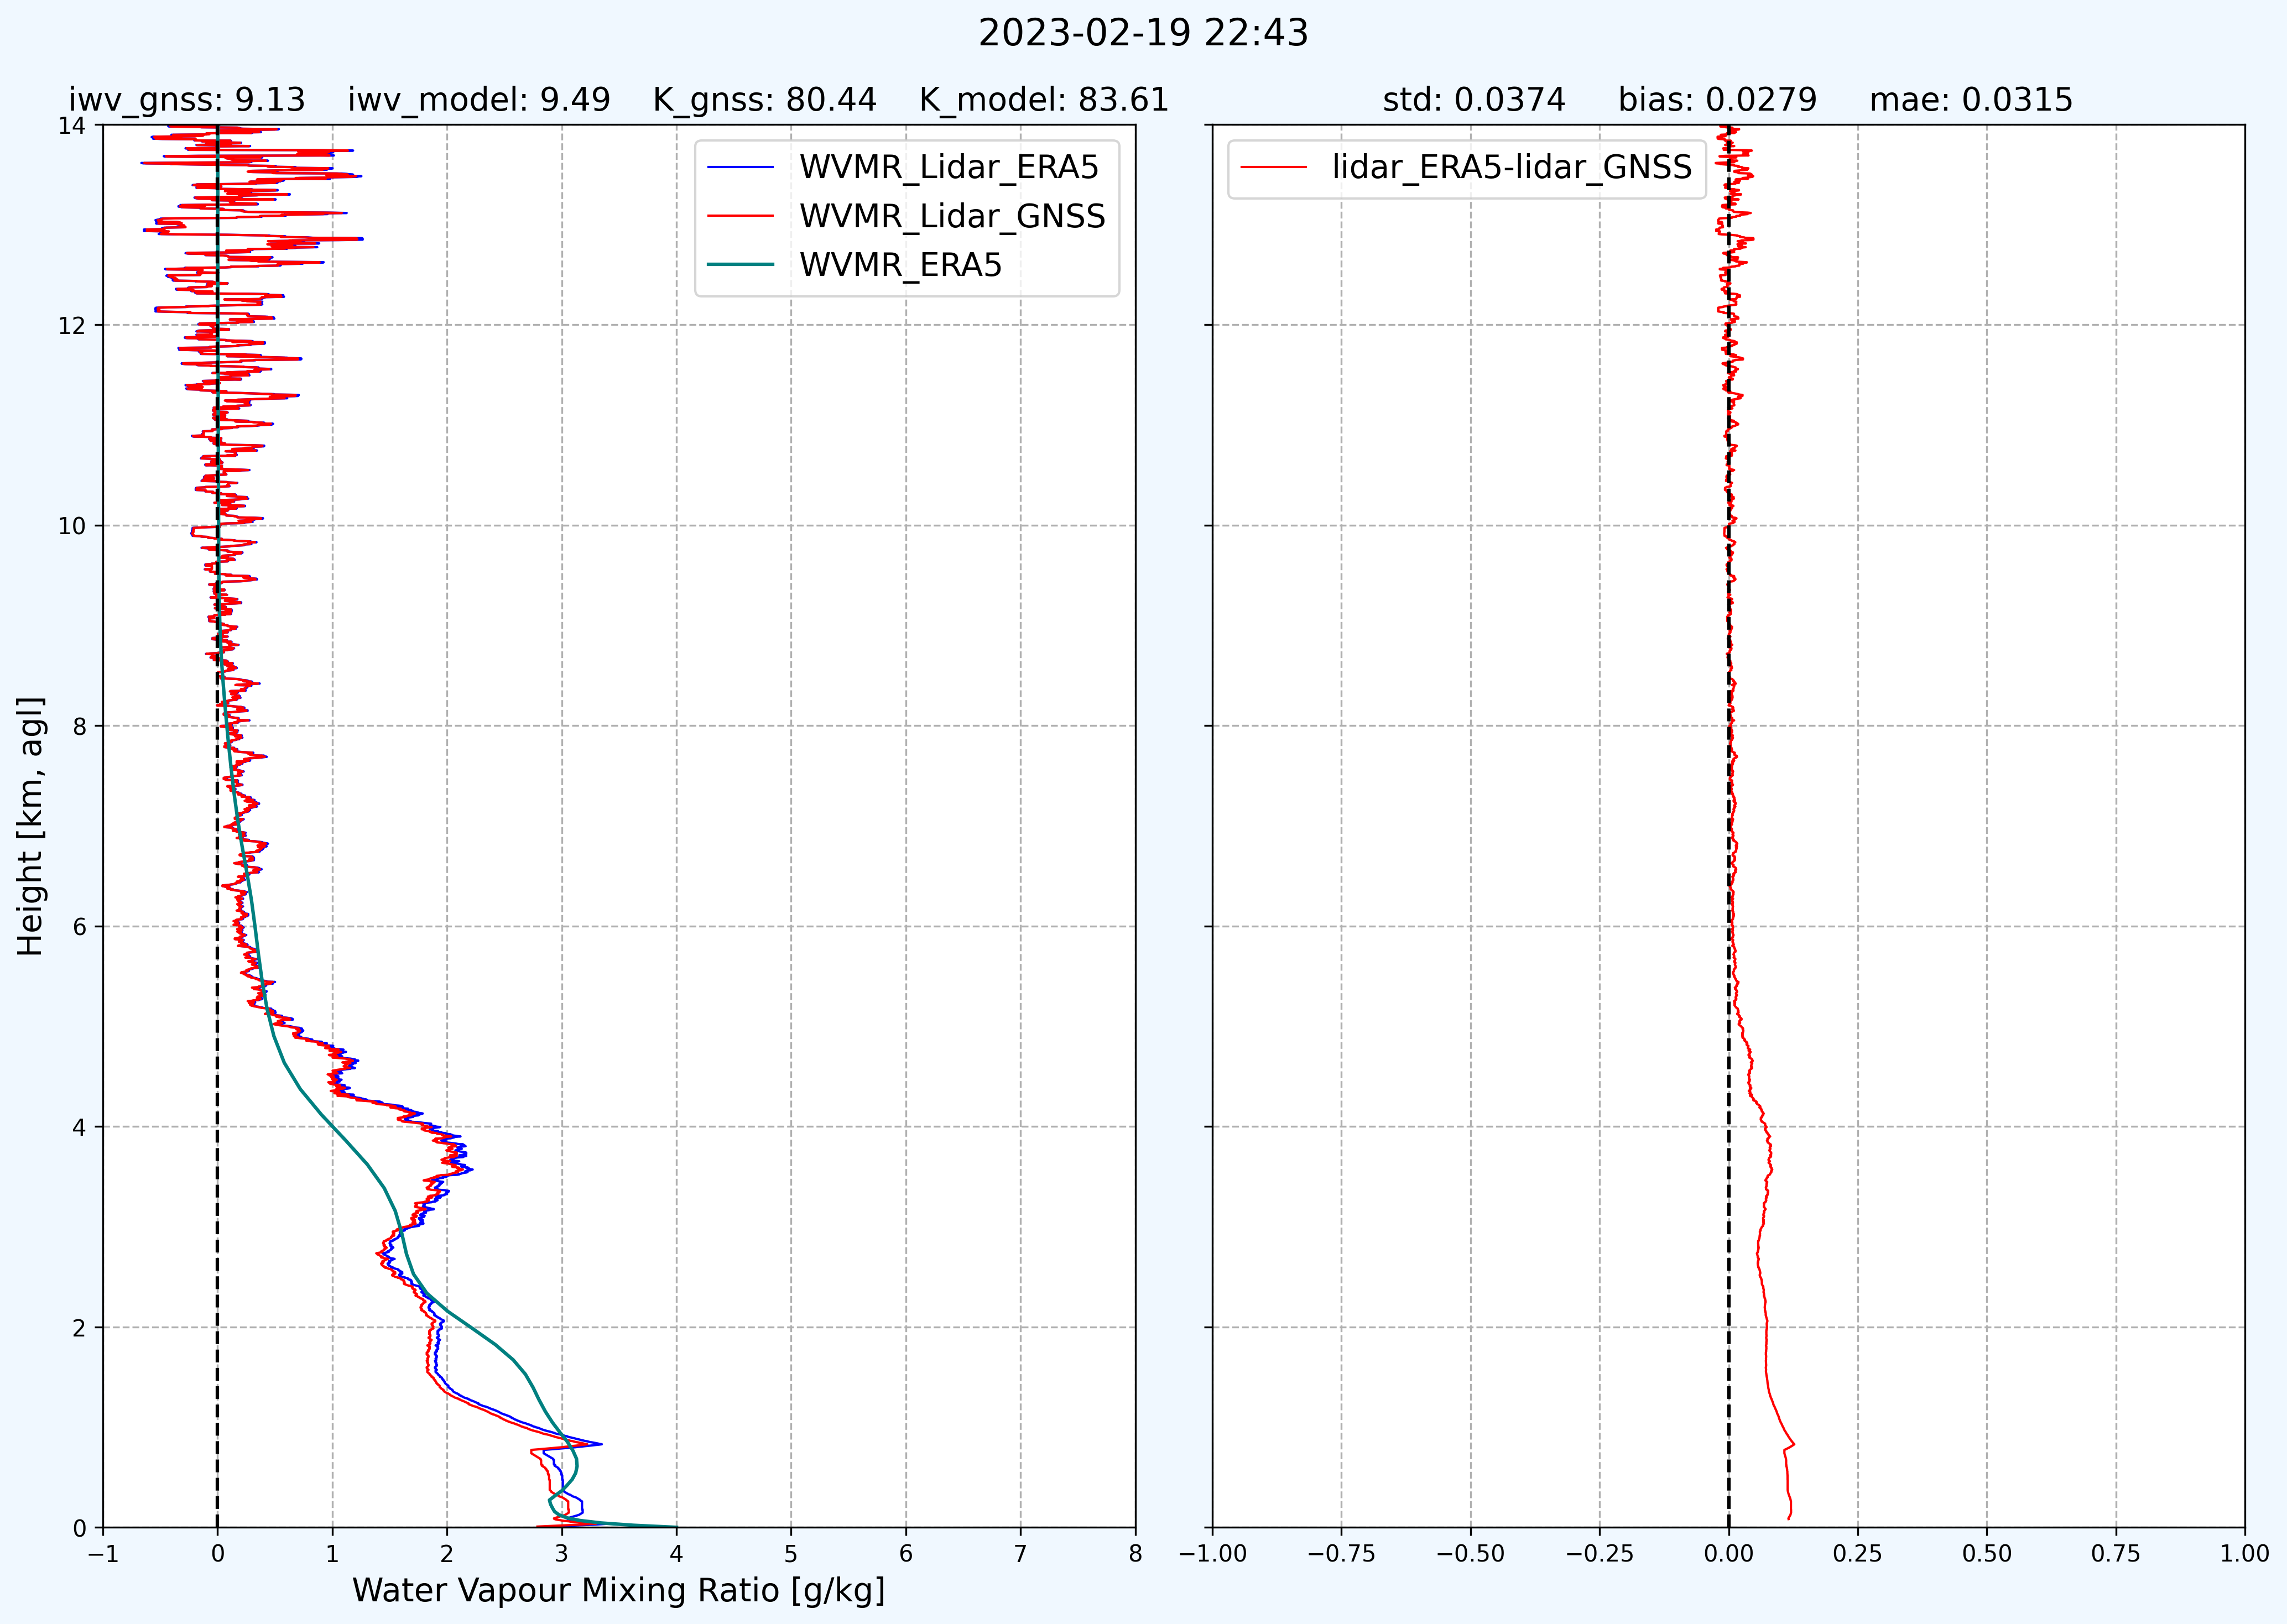 2023-02-19 22:43
iwv_gnss: 9.13 iwv_model: 9.49 K_gnss: 80.44 K_model: 83.61
std: 0.0374 bias: 0.0279 mae: 0.0315
WVMR_Lidar_ERA5
WVMR_Lidar_GNSS
WVMR_ERA5
lidar_ERA5-lidar_GNSS
Height [km, agl]
14
12
10
8
6
4
2
0
−1 0 1 2 3 4 5 6 7 8
Water Vapour Mixing Ratio [g/kg]
−1.00 −0.75 −0.50 −0.25 0.00 0.25 0.50 0.75 1.00